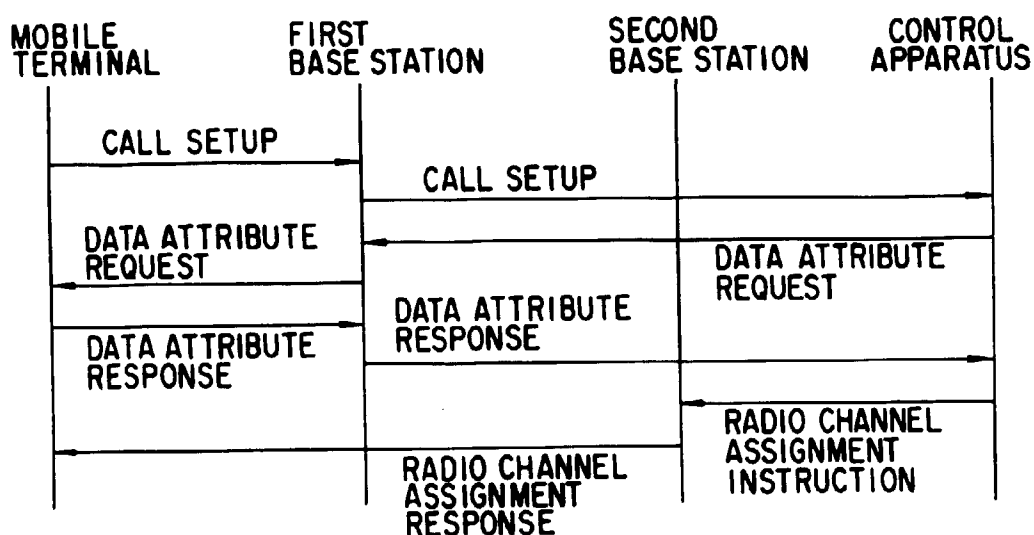 MOBILE
TERMINAL
FIRST
BASE STATION
SECOND
BASE STATION
CONTROL
APPARATUS
CALL SETUP
CALL SETUP
DATA ATTRIBUTE
REQUEST
DATA ATTRIBUTE
REQUEST
DATA ATTRIBUTE
RESPONSE
DATA ATTRIBUTE
RESPONSE
RADIO CHANNEL
ASSIGNMENT
INSTRUCTION
RADIO CHANNEL
ASSIGNMENT
RESPONSE